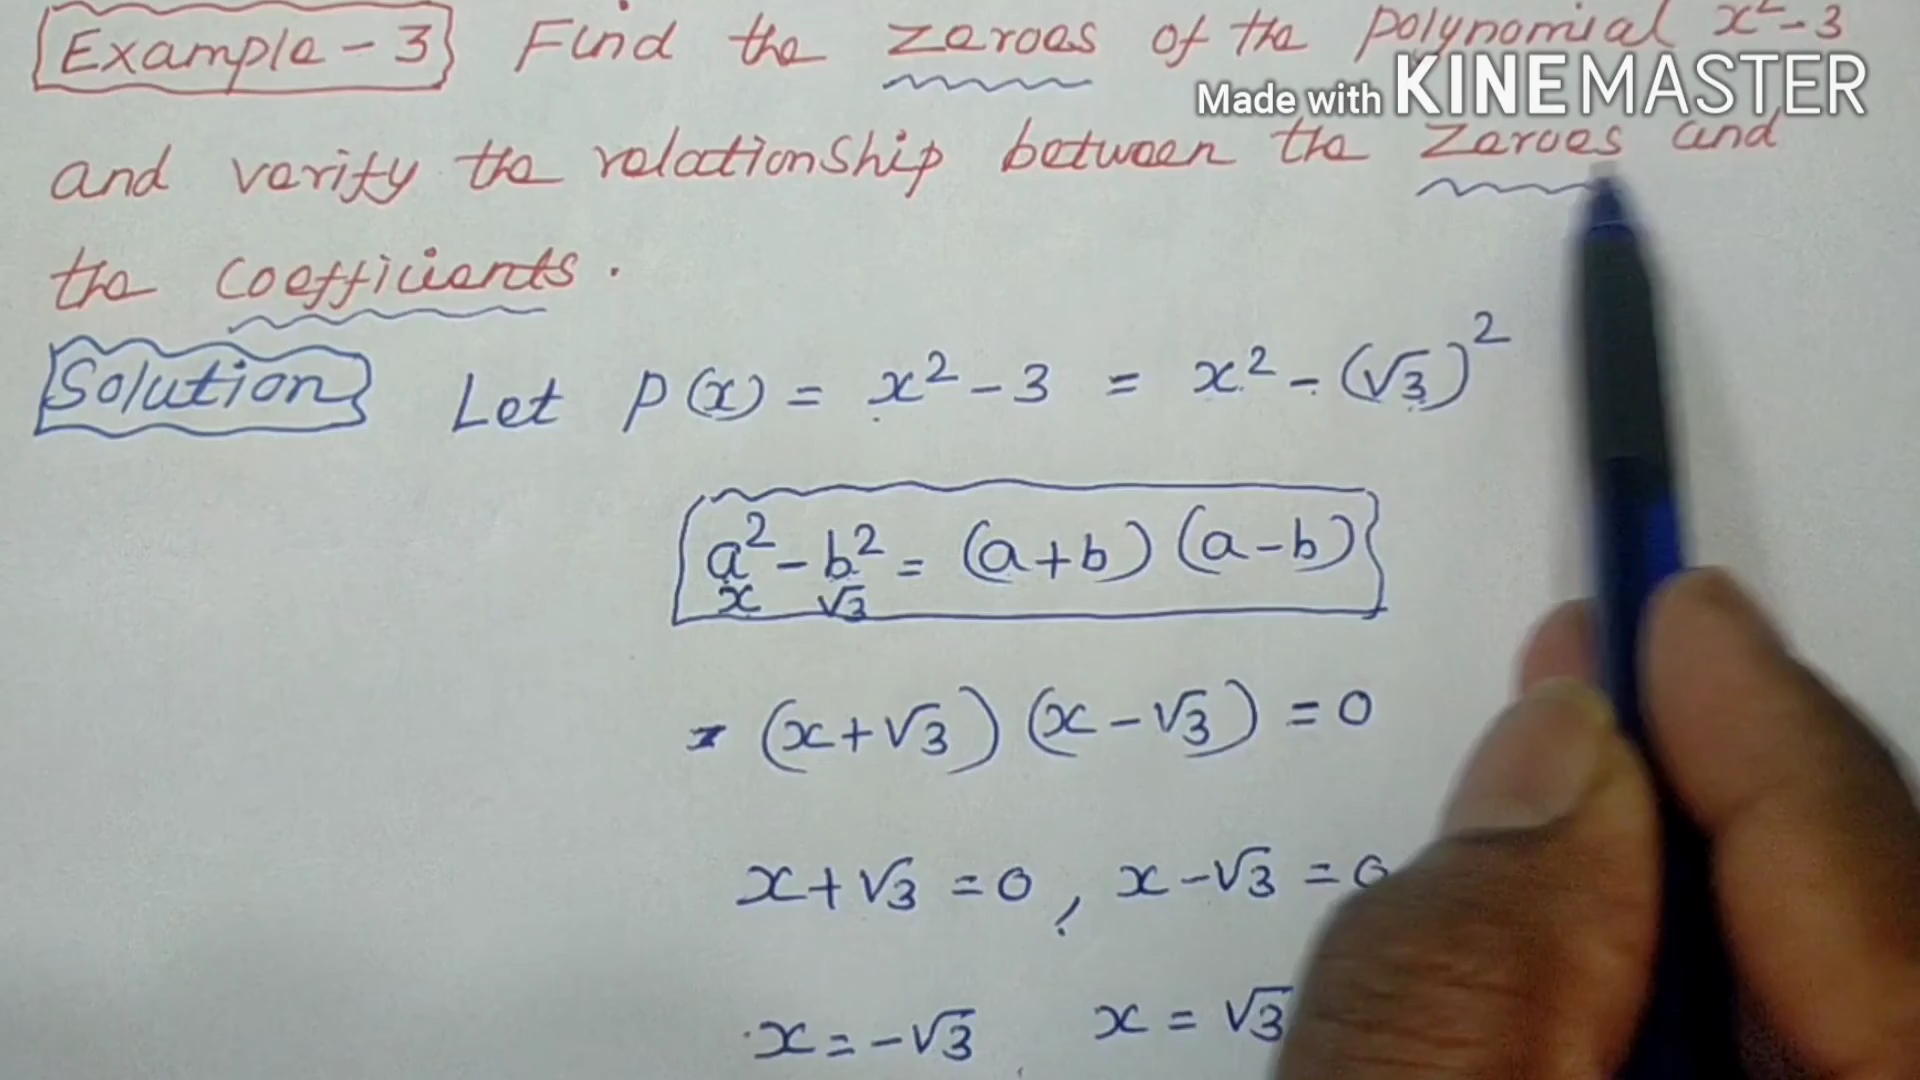 Example-3 Find the zeroes of the polynomial x²-3
Made with KINEMASTER
and verify the relationship between the zeroes and
the coefficients.
Solution Let P(x) = x² - 3 = x² - (√3)²
a² - b² = (a+b) (a-b)
x √3
= (x+√3) (x-√3) = 0
x+√3 = 0, x-√3 = 0
x = -√3, x = √3